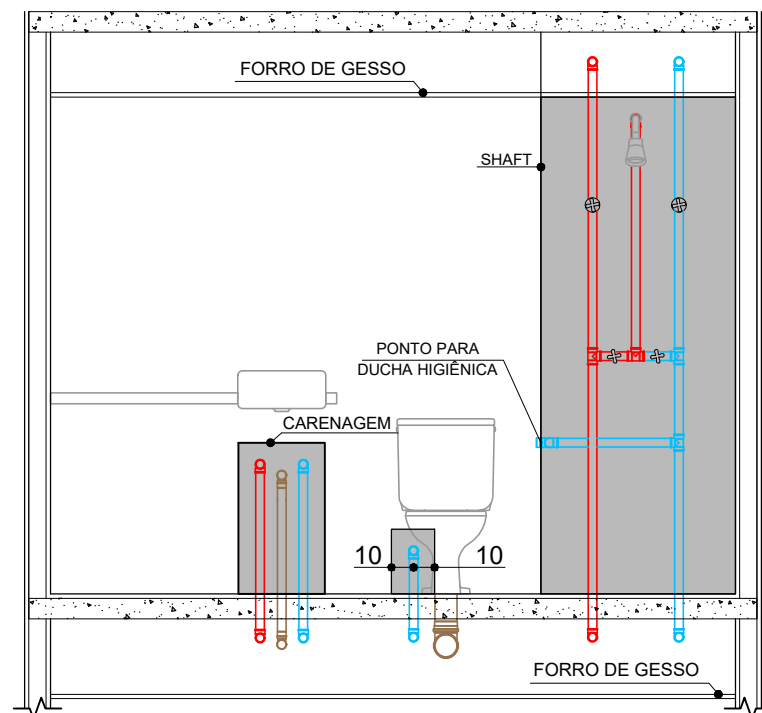 FORRO DE GESSO
SHAFT
PONTO PARA
DUCHA HIGIÊNICA
CARENAGEM
10
10
FORRO DE GESSO